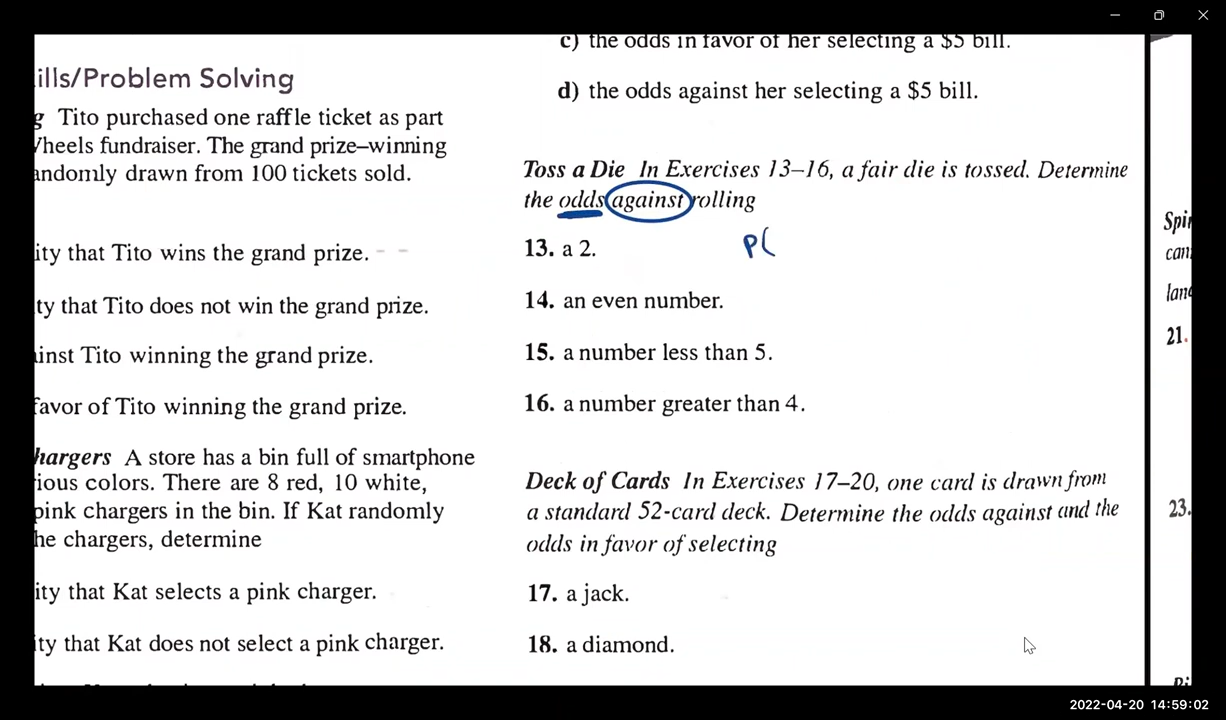 c) the odds in favor of her selecting a $5 bill.
d) the odds against her selecting a $5 bill.
ills/Problem Solving
g Tito purchased one raffle ticket as part
Wheels fundraiser. The grand prize–winning
andomly drawn from 100 tickets sold.
ity that Tito wins the grand prize.
ty that Tito does not win the grand prize.
ainst Tito winning the grand prize.
favor of Tito winning the grand prize.
hargers A store has a bin full of smartphone
ious colors. There are 8 red, 10 white,
pink chargers in the bin. If Kat randomly
he chargers, determine
ity that Kat selects a pink charger.
ity that Kat does not select a pink charger.
Toss a Die In Exercises 13–16, a fair die is tossed. Determine
the odds against rolling
13. a 2.
P(
14. an even number.
15. a number less than 5.
16. a number greater than 4.
Deck of Cards In Exercises 17–20, one card is drawn from
a standard 52-card deck. Determine the odds against and the
odds in favor of selecting
17. a jack.
18. a diamond.
Spin
can
land
21.
23.
2022-04-20 14:59:02